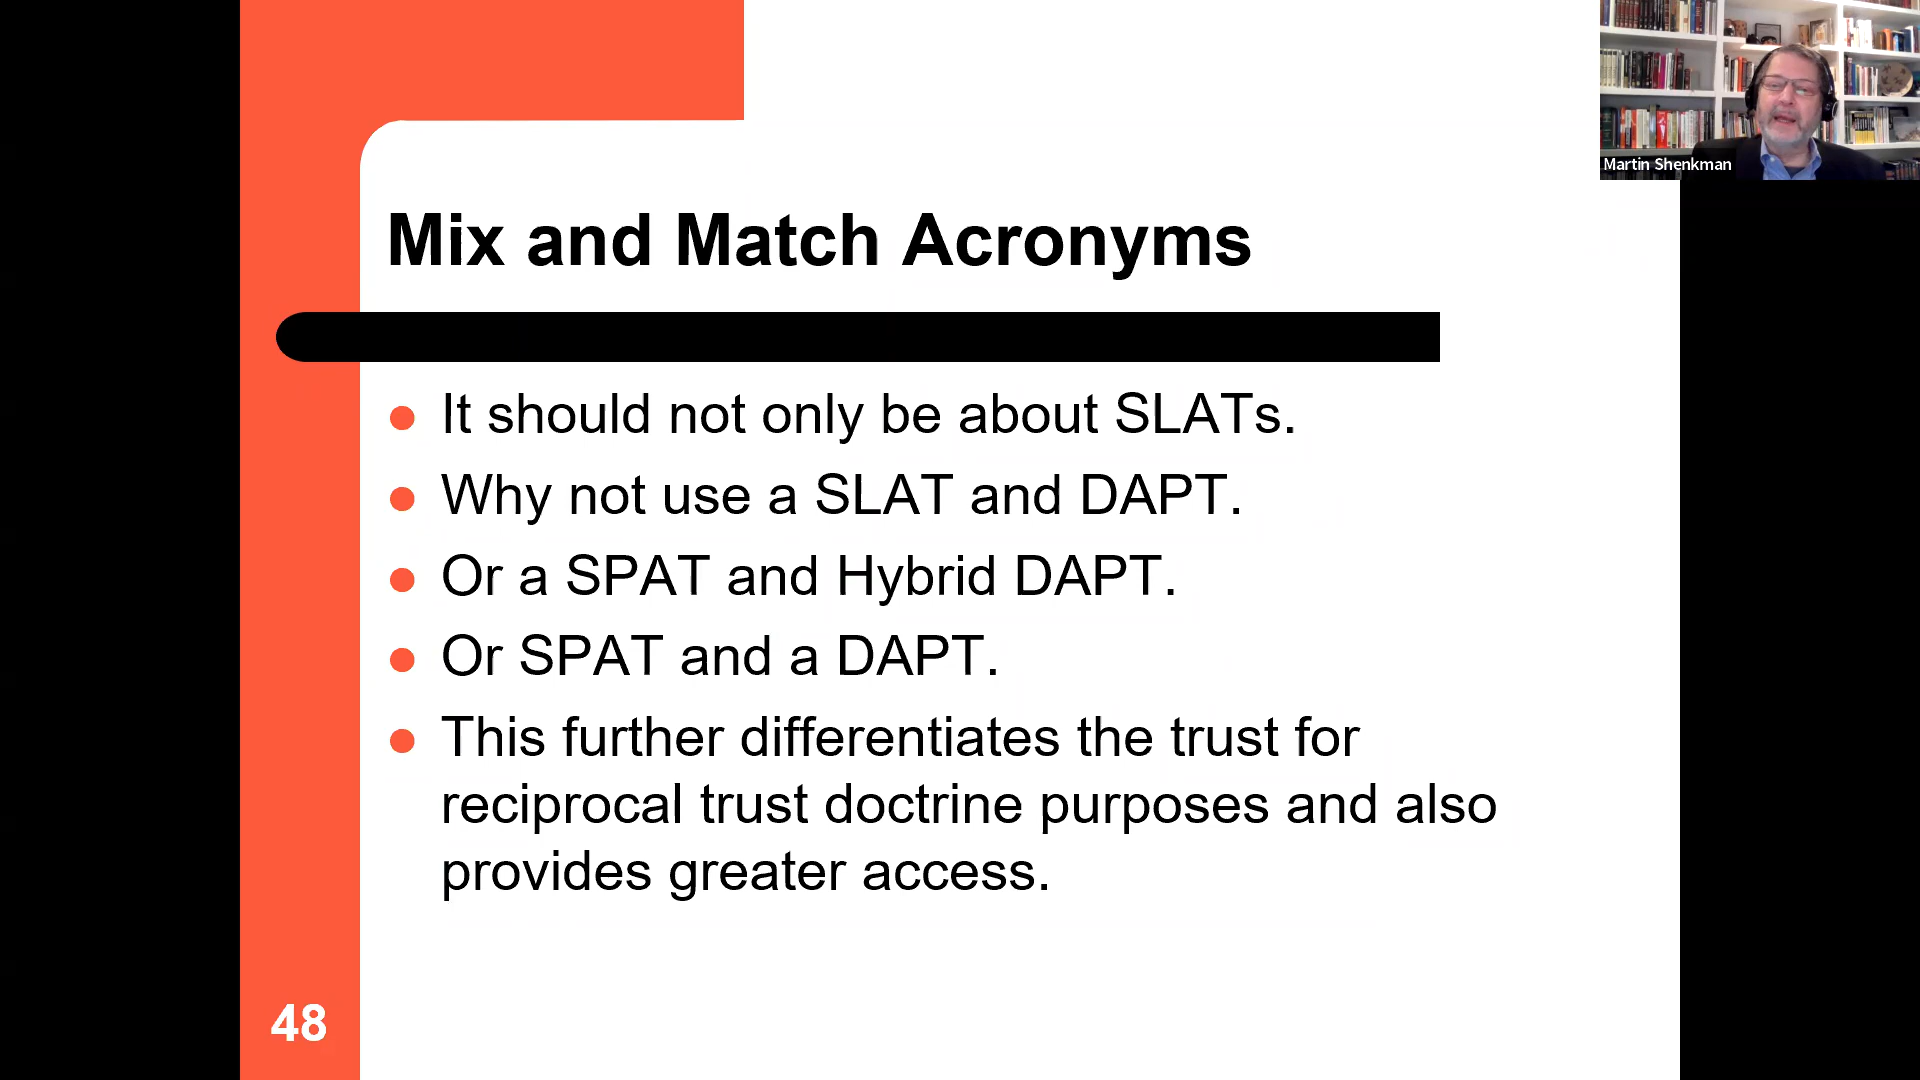 Martin Shenkman
Mix and Match Acronyms
It should not only be about SLATs.
Why not use a SLAT and DAPT.
Or a SPAT and Hybrid DAPT.
Or SPAT and a DAPT.
This further differentiates the trust for
reciprocal trust doctrine purposes and also
provides greater access.
48